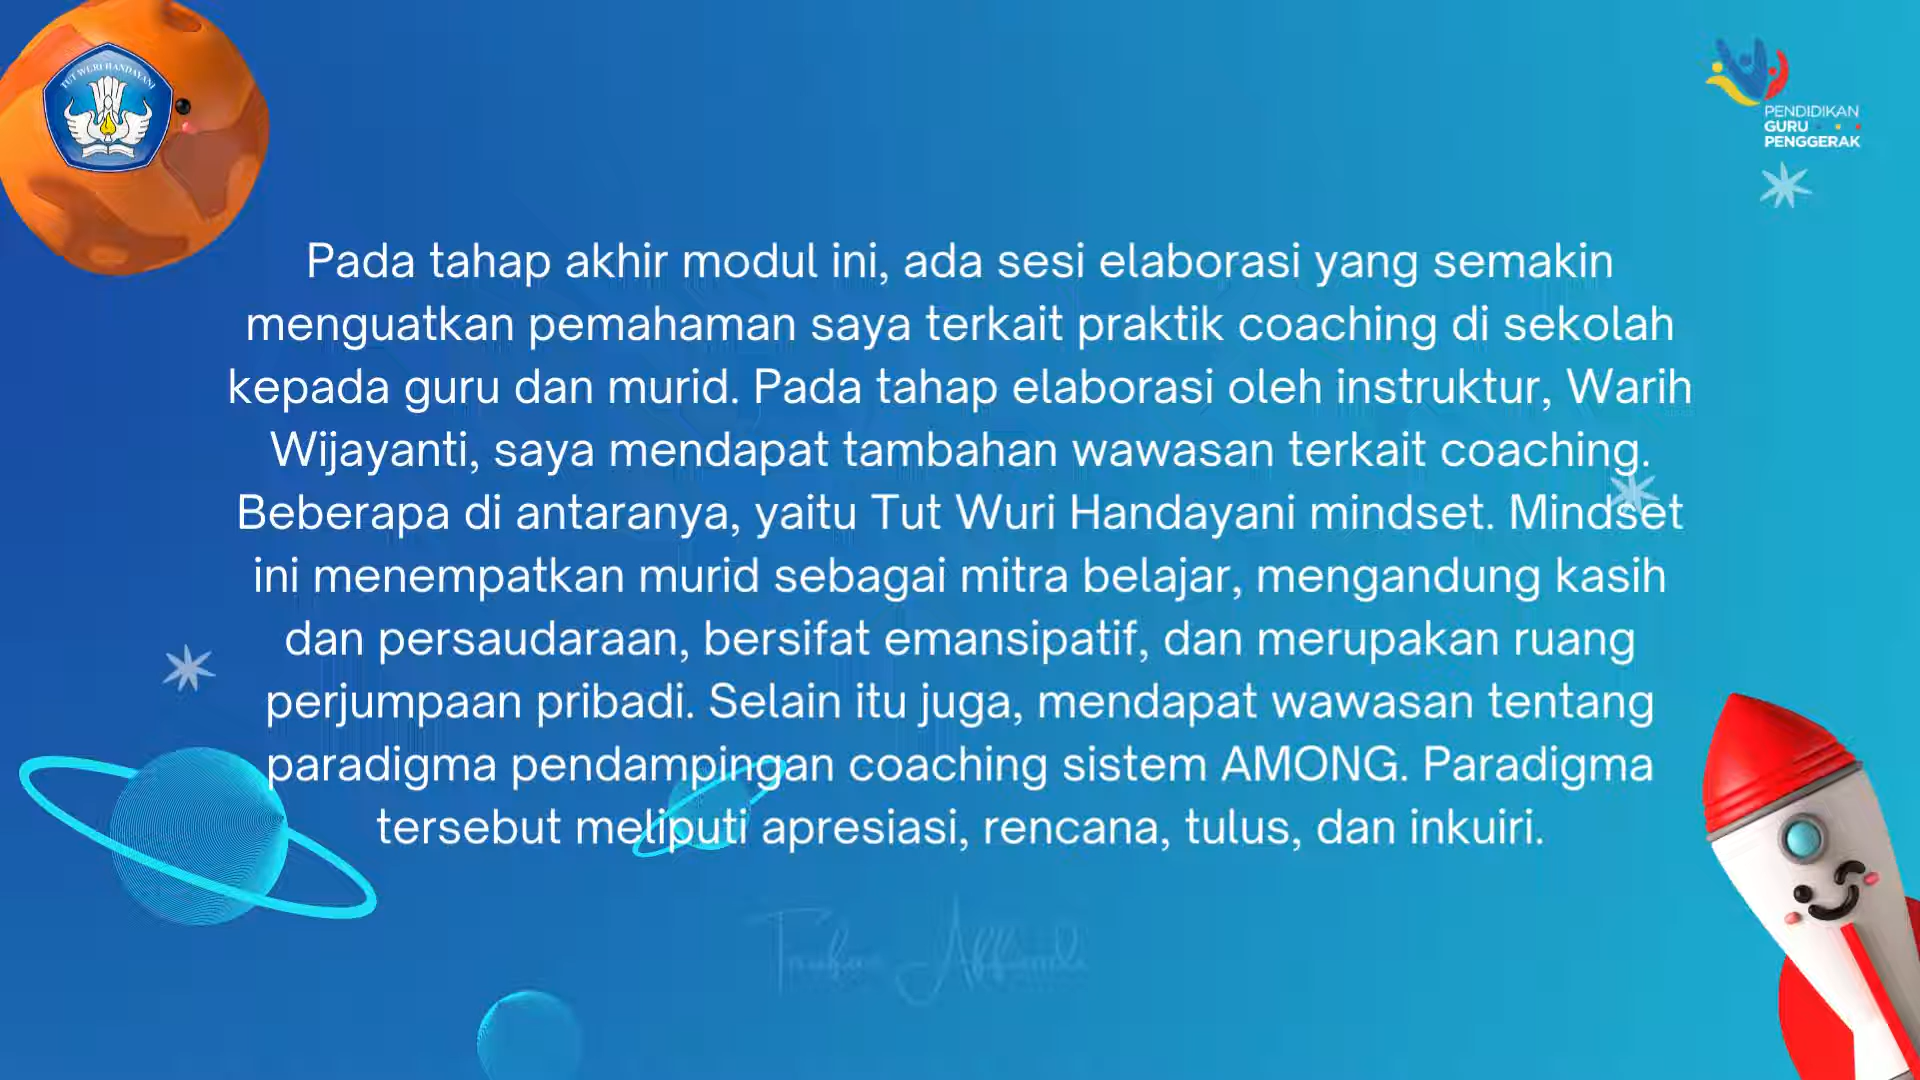 TUT WURI HANDAYANI
PENDIDIKAN
GURU
PENGGERAK
Pada tahap akhir modul ini, ada sesi elaborasi yang semakin
menguatkan pemahaman saya terkait praktik coaching di sekolah
kepada guru dan murid. Pada tahap elaborasi oleh instruktur, Warih
Wijayanti, saya mendapat tambahan wawasan terkait coaching.
Beberapa di antaranya, yaitu Tut Wuri Handayani mindset. Mindset
ini menempatkan murid sebagai mitra belajar, mengandung kasih
dan persaudaraan, bersifat emansipatif, dan merupakan ruang
perjumpaan pribadi. Selain itu juga, mendapat wawasan tentang
paradigma pendampingan coaching sistem AMONG. Paradigma
tersebut meliputi apresiasi, rencana, tulus, dan inkuiri.